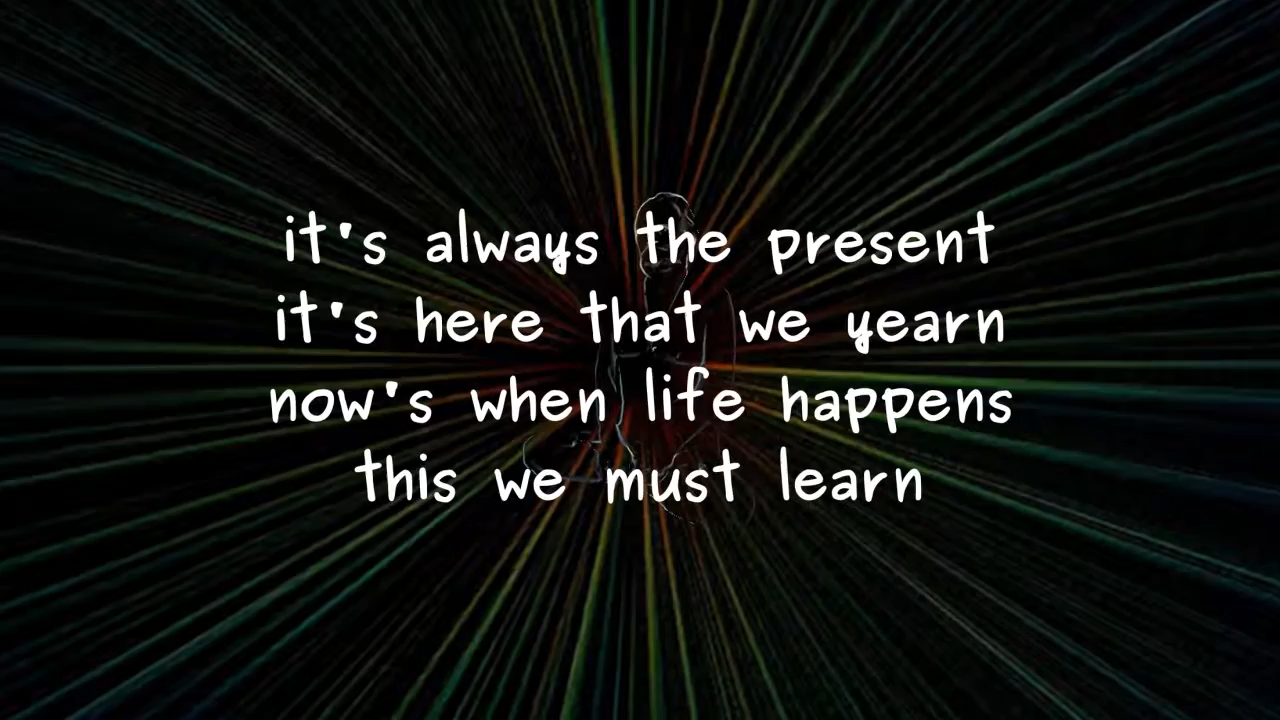 it's always the present
it's here that we yearn
now's when life happens
this we must learn